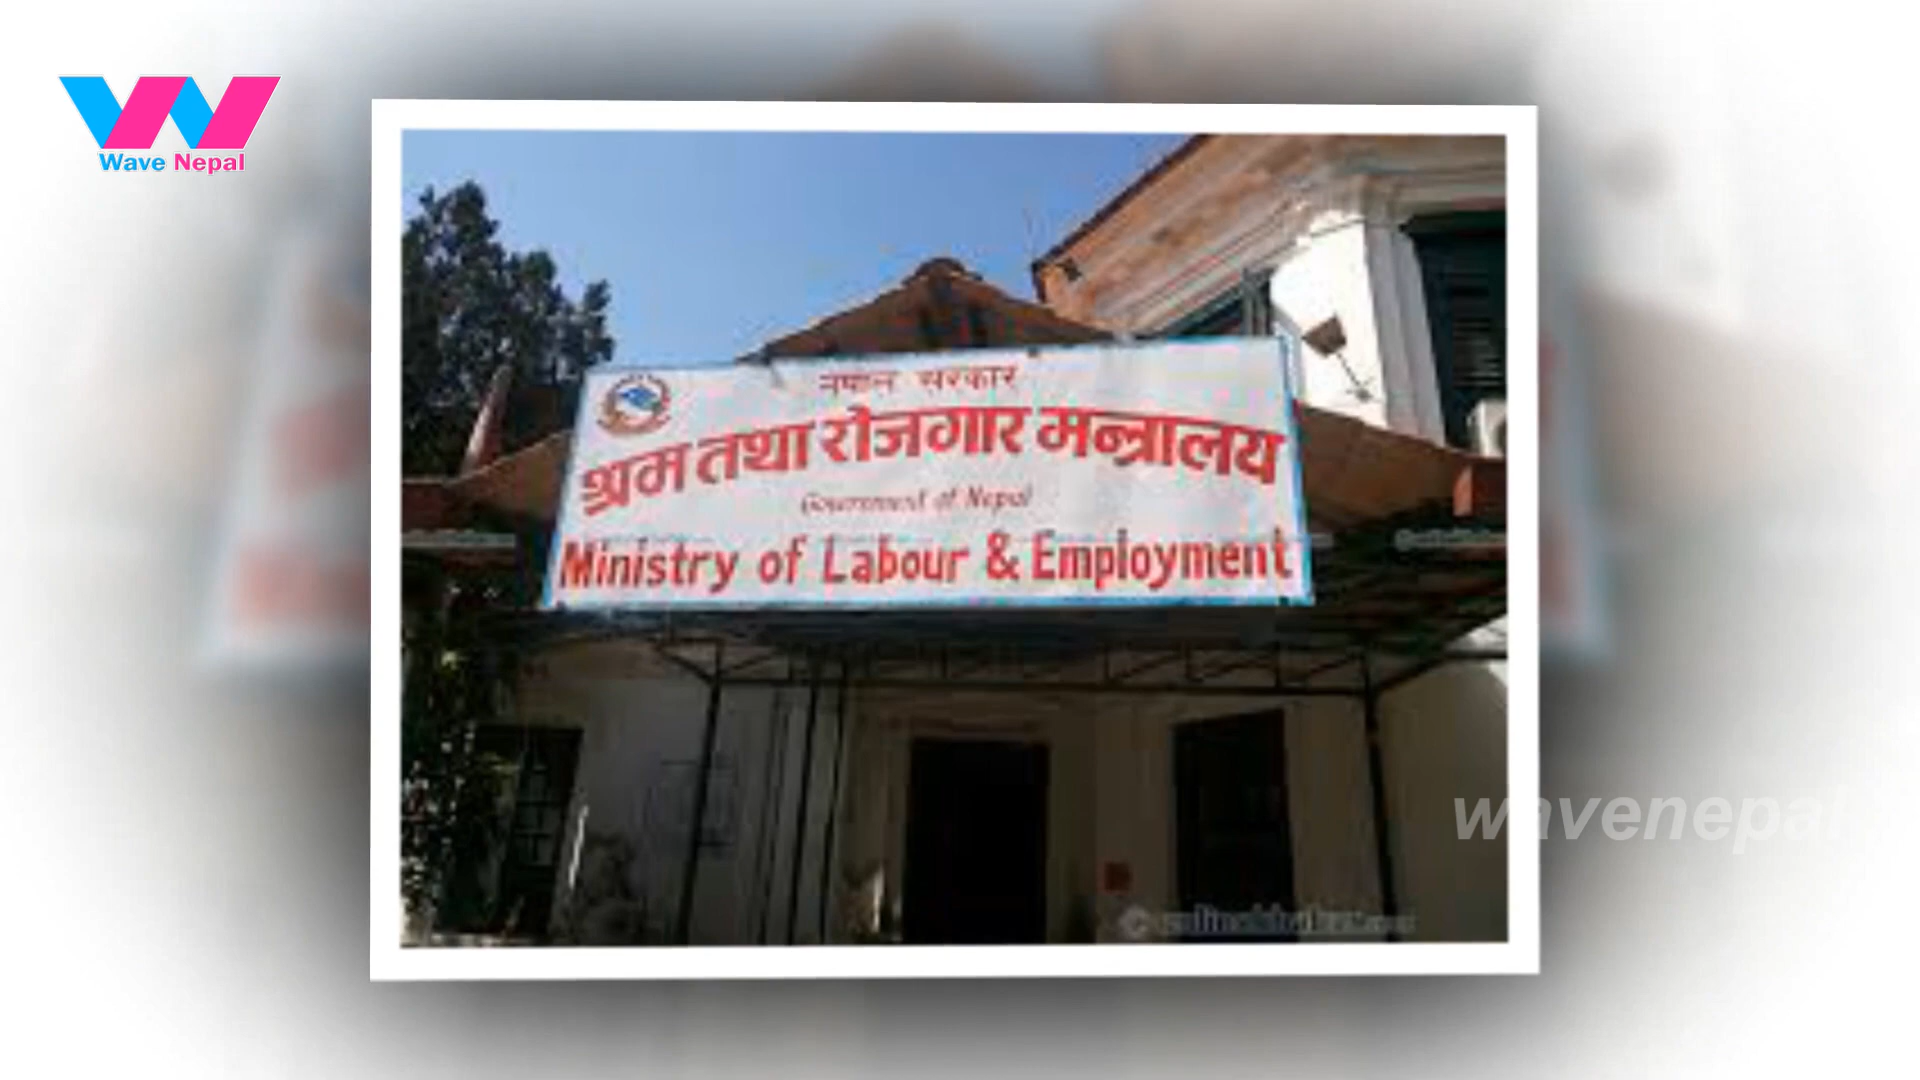 Wave Nepal
नेपाल सरकार
श्रम तथा रोजगार मन्त्रालय
Government of Nepal
Ministry of Labour & Employment
wavenepal